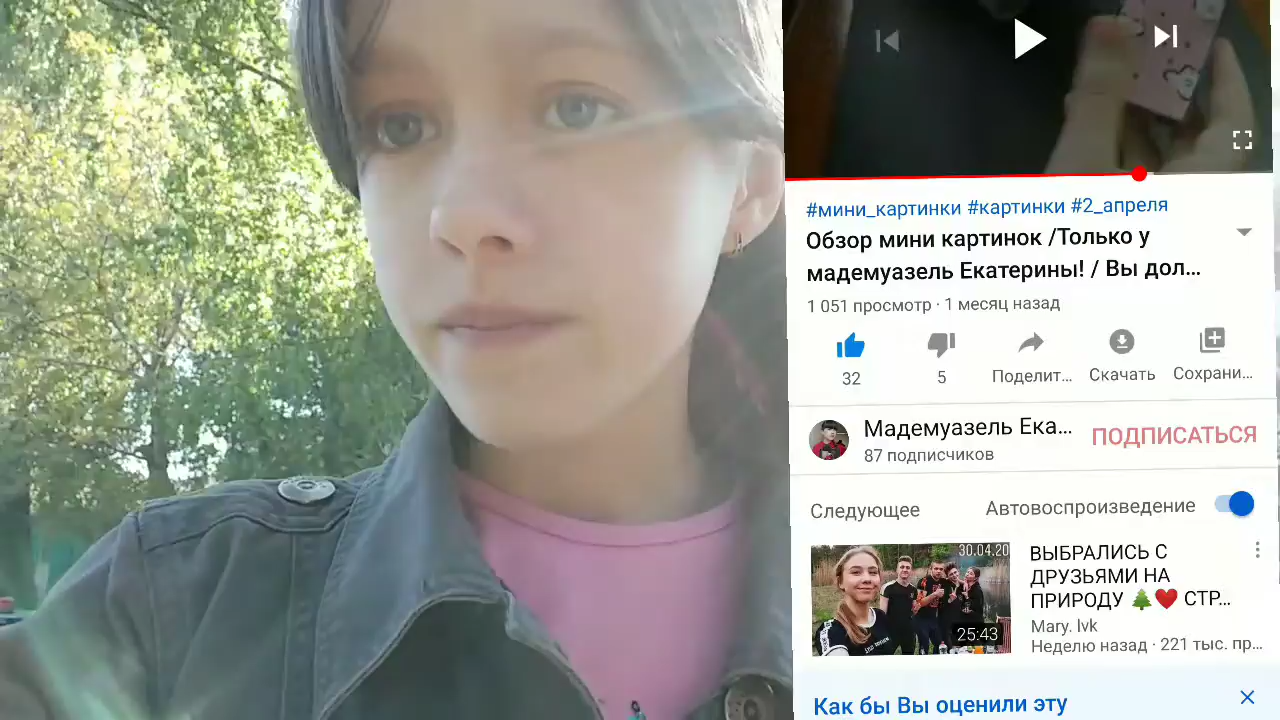 #мини_картинки #картинки #2_апреля
Обзор мини картинок /Только у
мадемуазель Екатерины! / Вы дол...
1 051 просмотр · 1 месяц назад
32
5
Поделит...
Скачать
Сохрани...
Мадемуазель Ека...
ПОДПИСАТЬСЯ
87 подписчиков
Следующее
Автовоспроизведение
30.04.20
25:43
ВЫБРАЛИСЬ С
ДРУЗЬЯМИ НА
ПРИРОДУ 🌲❤️ СТР...
Mary. lvk
Неделю назад · 221 тыс. пр...
Как бы Вы оценили эту